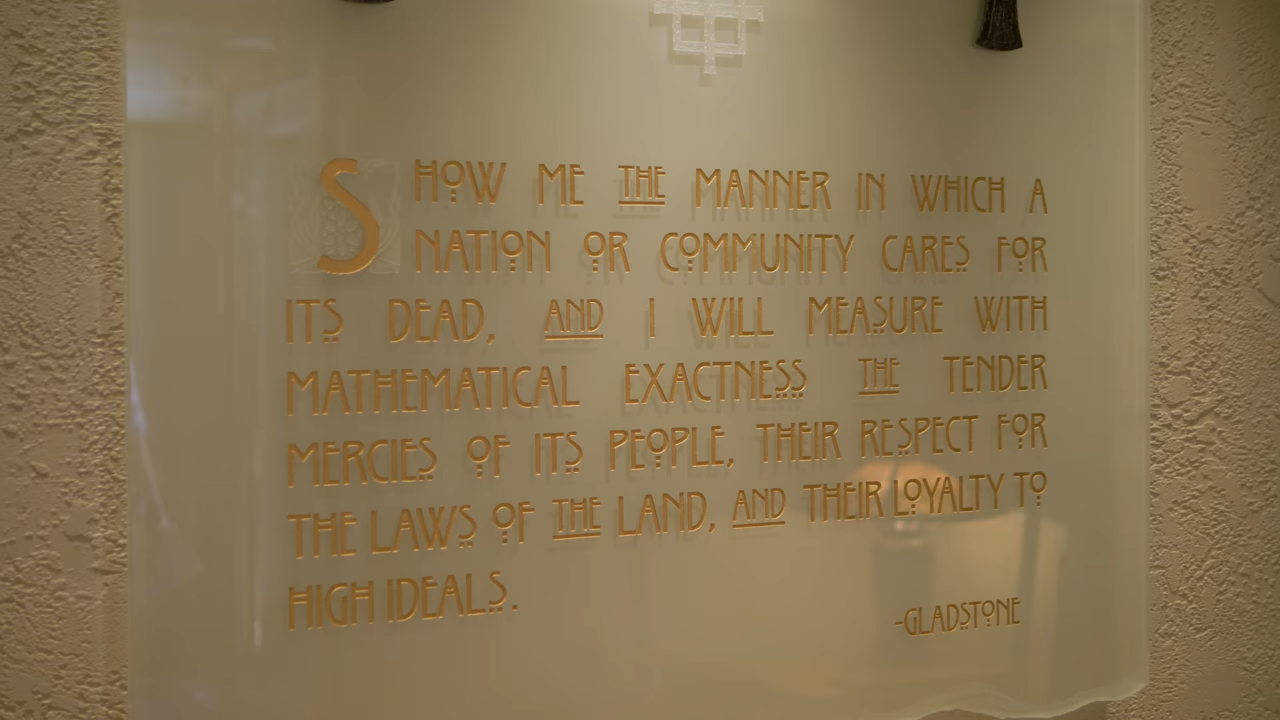 SHOW ME THE MANNER IN WHICH A
NATION OR COMMUNITY CARES FOR
ITS DEAD, AND I WILL MEASURE WITH
MATHEMATICAL EXACTNESS THE TENDER
MERCIES OF ITS PEOPLE, THEIR RESPECT FOR
THE LAWS OF THE LAND, AND THEIR LOYALTY TO
HIGH IDEALS.
-GLADSTONE